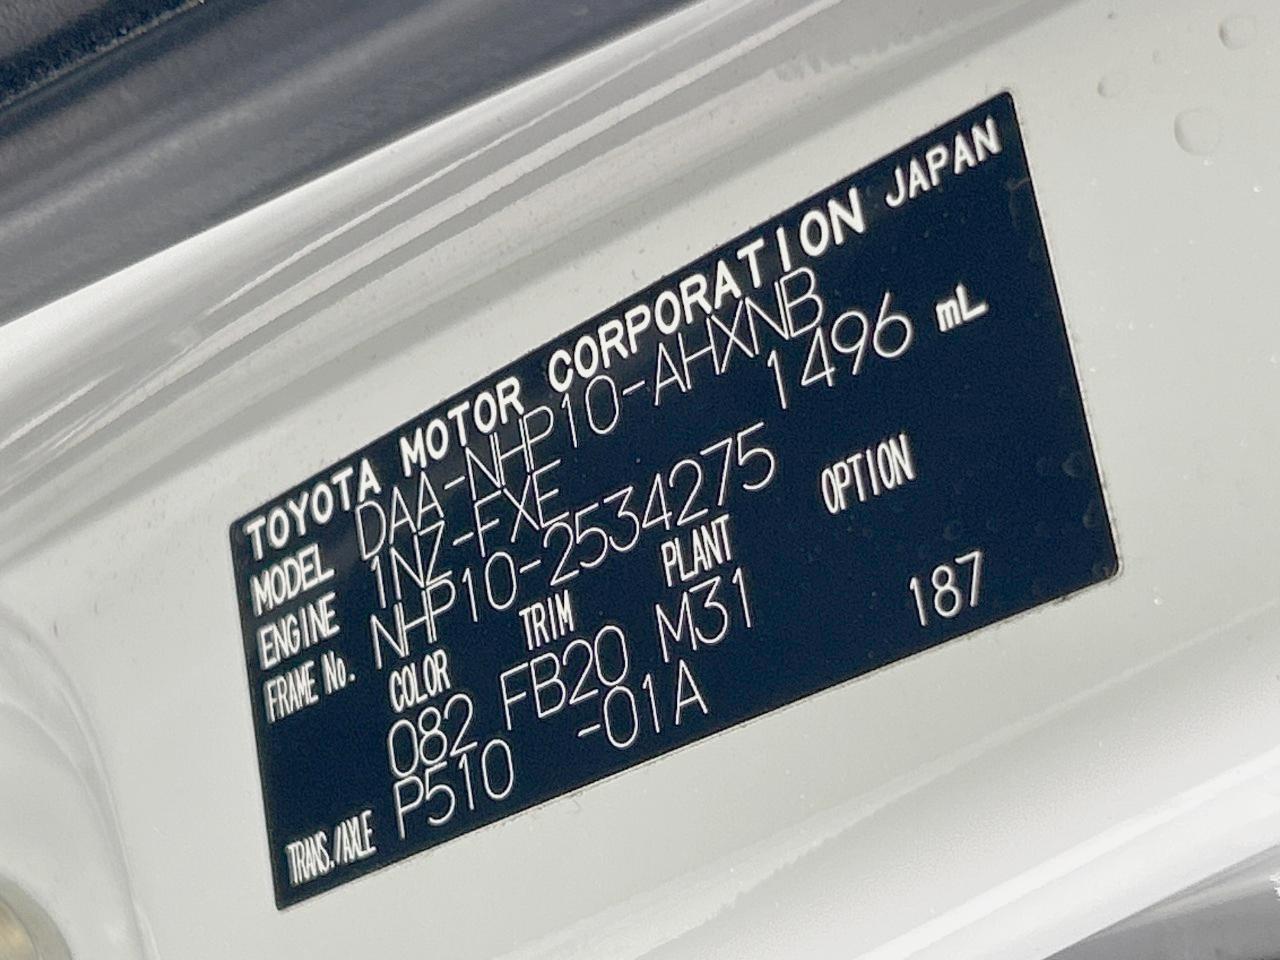 TOYOTA MOTOR CORPORATION JAPAN
MODEL DAA-NHP10-AHXNB
ENGINE 1NZ-FXE 1496 mL
FRAME No. NHP10-2534275
COLOR TRIM PLANT OPTION
082 FB20 M31 187
TRANS./AXLE P510 -01A